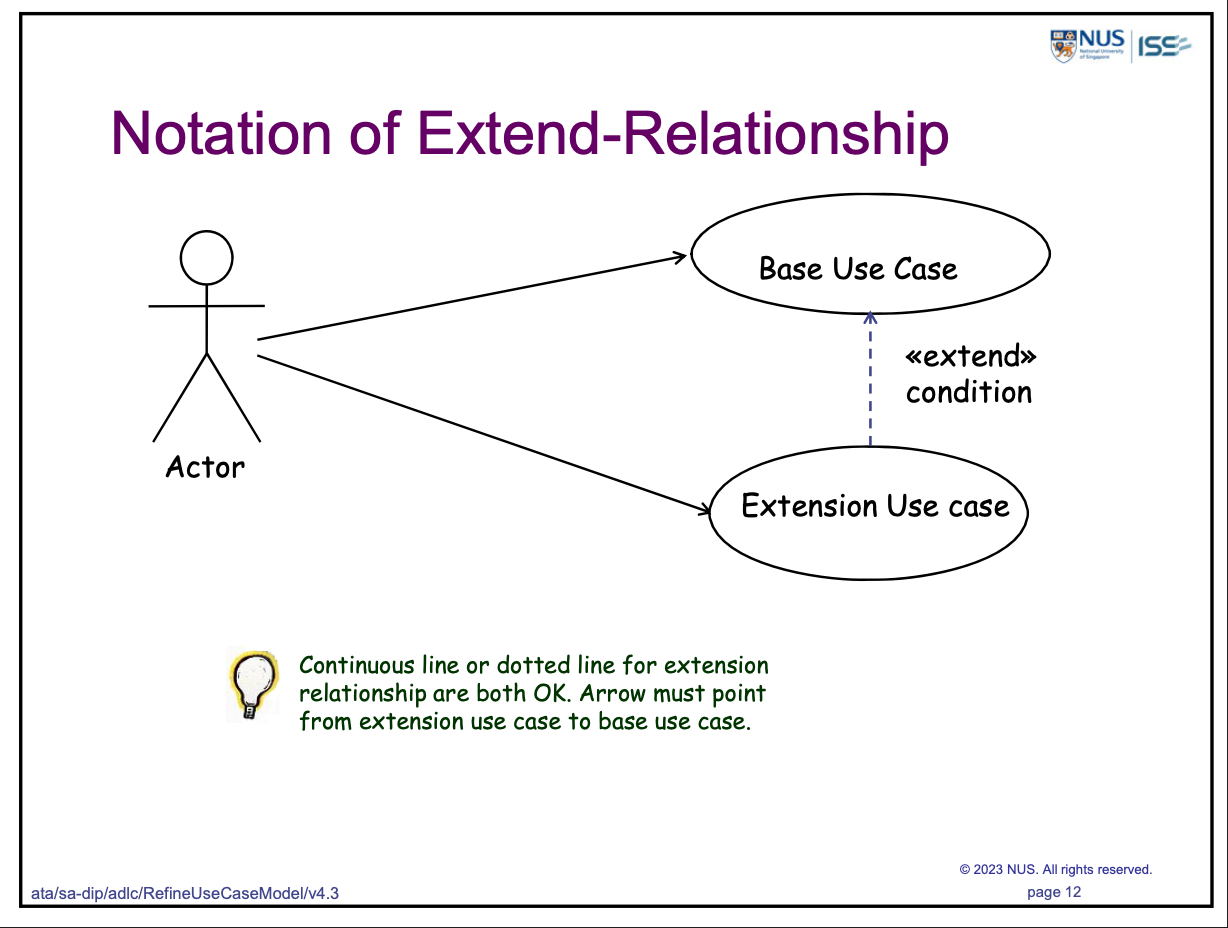 NUS
National University
of Singapore
ISS
Notation of Extend-Relationship
Base Use Case
«extend»
condition
Actor
Extension Use case
Continuous line or dotted line for extension
relationship are both OK. Arrow must point
from extension use case to base use case.
© 2023 NUS. All rights reserved.
ata/sa-dip/adlc/RefineUseCaseModel/v4.3
page 12